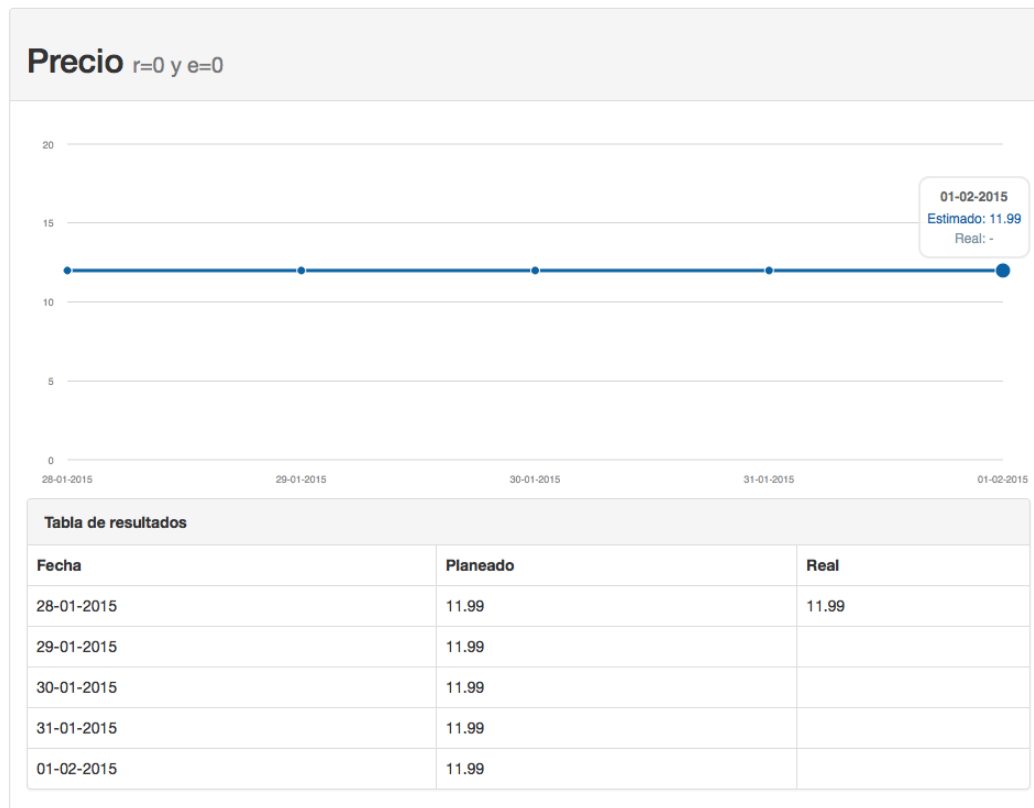 Precio r=0 y e=0
20
15
10
5
0
01-02-2015
Estimado: 11.99
Real: -
28-01-2015 29-01-2015 30-01-2015 31-01-2015 01-02-2015
Tabla de resultados
Fecha Planeado Real
28-01-2015 11.99 11.99
29-01-2015 11.99
30-01-2015 11.99
31-01-2015 11.99
01-02-2015 11.99